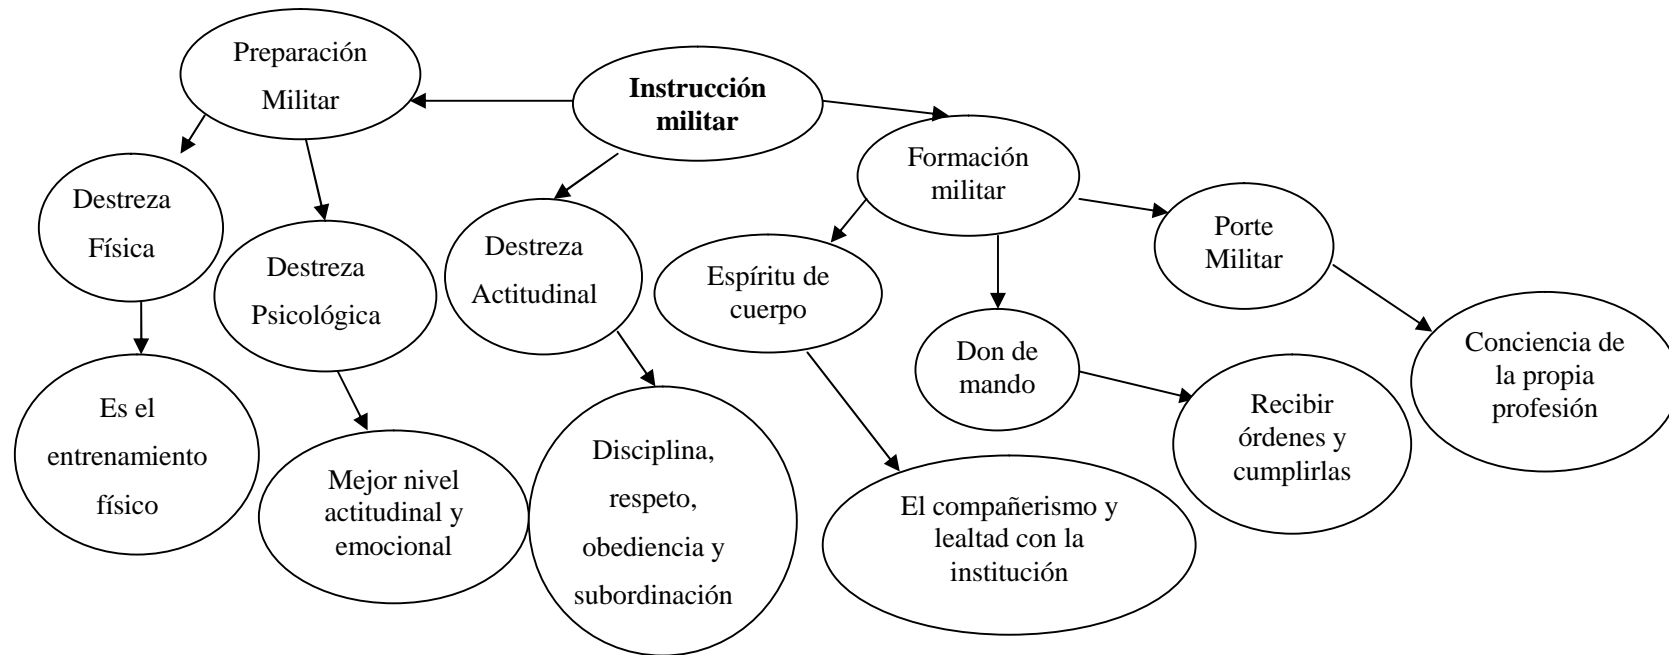 Preparación
Militar
Instrucción
militar
Formación
militar
Destreza
Física
Destreza
Psicológica
Destreza
Actitudinal
Espíritu de
cuerpo
Porte
Militar
Don de
mando
Es el
entrenamiento
físico
Mejor nivel
actitudinal y
emocional
Disciplina,
respeto,
obediencia y
subordinación
El compañerismo y
lealtad con la
institución
Recibir
órdenes y
cumplirlas
Conciencia de
la propia
profesión